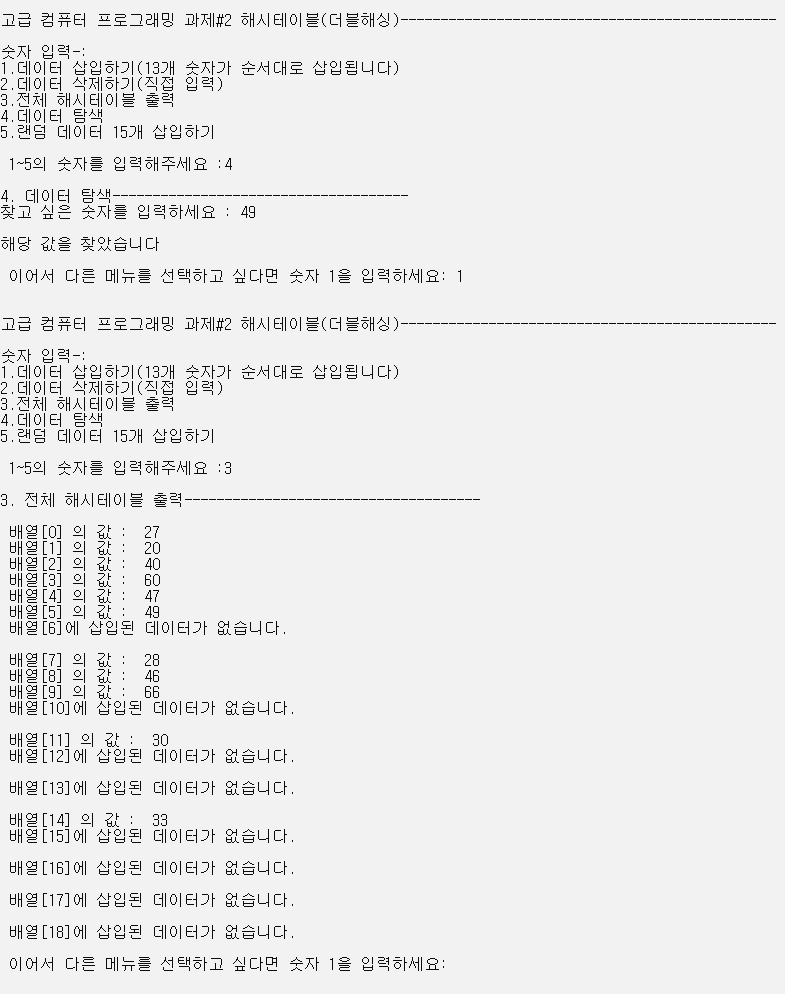 고급 컴퓨터 프로그래밍 과제#2 해시테이블(더블해싱)-----------------------------------------------
숫자 입력-:
1.데이터 삽입하기(13개 숫자가 순서대로 삽입됩니다)
2.데이터 삭제하기(직접 입력)
3.전체 해시테이블 출력
4.데이터 탐색
5.랜덤 데이터 15개 삽입하기
1~5의 숫자를 입력해주세요 :4
4. 데이터 탐색-------------------------------------
찾고 싶은 숫자를 입력하세요 : 49
해당 값을 찾았습니다
이어서 다른 메뉴를 선택하고 싶다면 숫자 1을 입력하세요: 1
고급 컴퓨터 프로그래밍 과제#2 해시테이블(더블해싱)-----------------------------------------------
숫자 입력-:
1.데이터 삽입하기(13개 숫자가 순서대로 삽입됩니다)
2.데이터 삭제하기(직접 입력)
3.전체 해시테이블 출력
4.데이터 탐색
5.랜덤 데이터 15개 삽입하기
1~5의 숫자를 입력해주세요 :3
3. 전체 해시테이블 출력-------------------------------------
배열[0] 의 값 :  27
배열[1] 의 값 :  20
배열[2] 의 값 :  40
배열[3] 의 값 :  60
배열[4] 의 값 :  47
배열[5] 의 값 :  49
배열[6]에 삽입된 데이터가 없습니다.
배열[7] 의 값 :  28
배열[8] 의 값 :  46
배열[9] 의 값 :  66
배열[10]에 삽입된 데이터가 없습니다.
배열[11] 의 값 :  30
배열[12]에 삽입된 데이터가 없습니다.
배열[13]에 삽입된 데이터가 없습니다.
배열[14] 의 값 :  33
배열[15]에 삽입된 데이터가 없습니다.
배열[16]에 삽입된 데이터가 없습니다.
배열[17]에 삽입된 데이터가 없습니다.
배열[18]에 삽입된 데이터가 없습니다.
이어서 다른 메뉴를 선택하고 싶다면 숫자 1을 입력하세요: